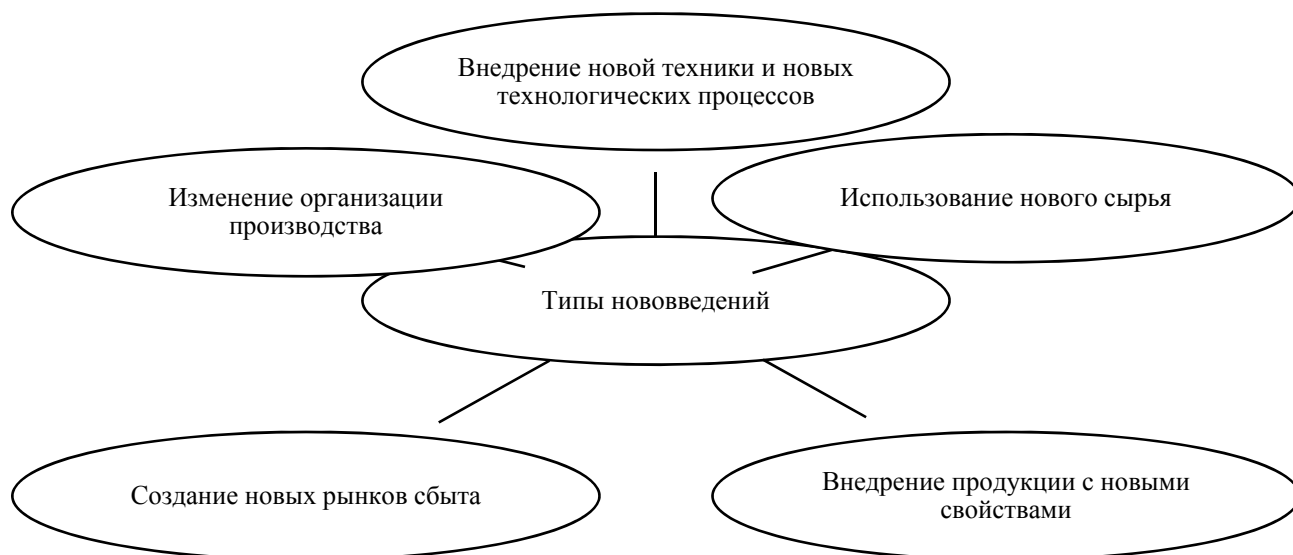 Внедрение новой техники и новых
технологических процессов
Изменение организации
производства
Использование нового сырья
Типы нововведений
Создание новых рынков сбыта
Внедрение продукции с новыми
свойствами